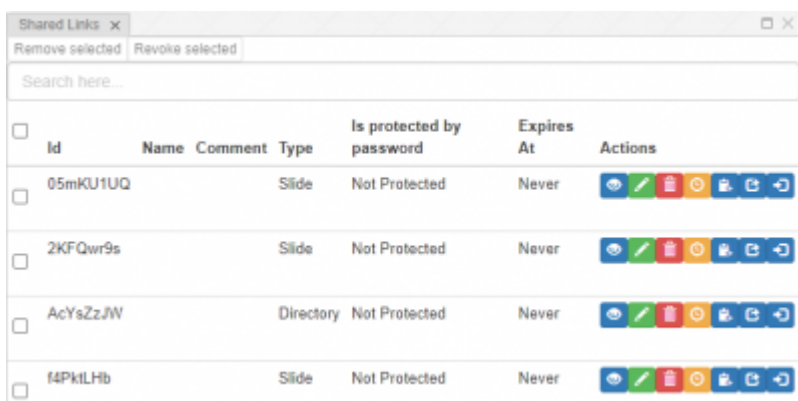 Shared Links
Remove selected Revoke selected
Search here...
Id Name Comment Type Is protected by password Expires At Actions
05mKU1UQ Slide Not Protected Never
2KFQwr9s Slide Not Protected Never
AcYsZzJW Directory Not Protected Never
f4PktLHb Slide Not Protected Never